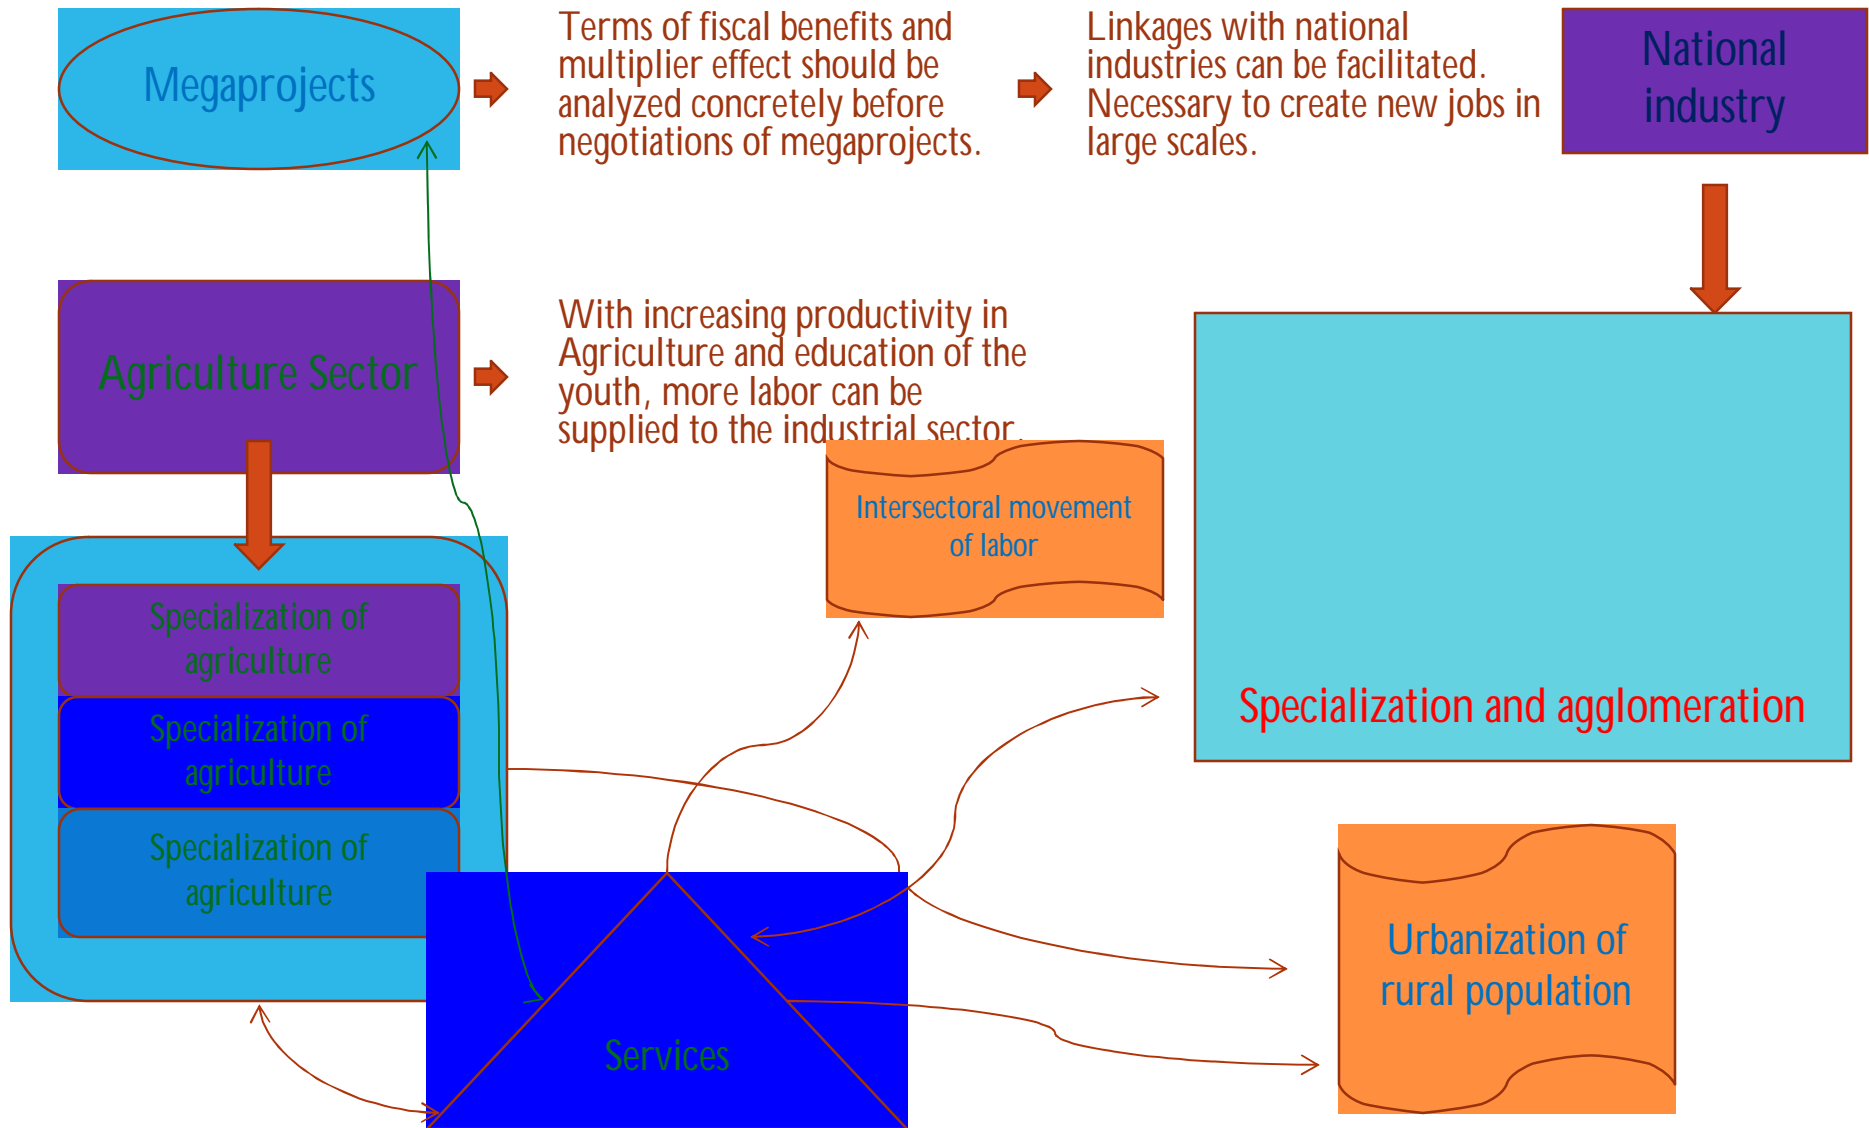 Megaprojects
Terms of fiscal benefits and
multiplier effect should be
analyzed concretely before
negotiations of megaprojects.
Linkages with national
industries can be facilitated.
Necessary to create new jobs in
large scales.
National
industry
Agriculture Sector
With increasing productivity in
Agriculture and education of the
youth, more labor can be
supplied to the industrial sector.
Intersectoral movement
of labor
Specialization of
agriculture
Specialization of
agriculture
Specialization of
agriculture
Specialization and agglomeration
Urbanization of
rural population
Services